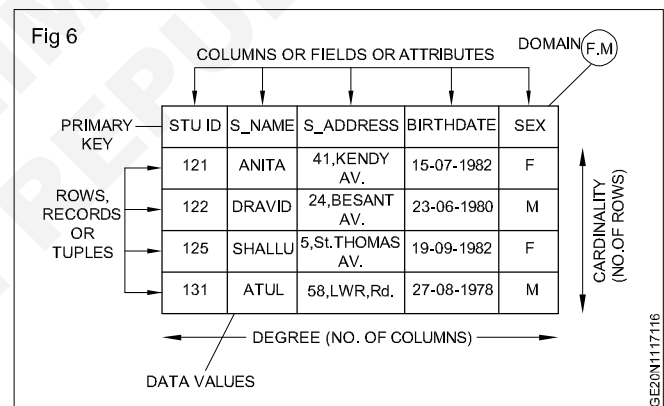 Fig 6
COLUMNS OR FIELDS OR ATTRIBUTES
DOMAIN
F.M
PRIMARY
KEY
STU ID S_NAME S_ADDRESS BIRTHDATE SEX
121 ANITA 41,KENDY AV. 15-07-1982 F
122 DRAVID 24,BESANT AV. 23-06-1980 M
125 SHALLU 5,St.THOMAS AV. 19-09-1982 F
131 ATUL 58,LWR,Rd. 27-08-1978 M
ROWS,
RECORDS
OR
TUPLES
CARDINALITY
(NO.OF ROWS)
DEGREE (NO. OF COLUMNS)
DATA VALUES
GE20N1117116